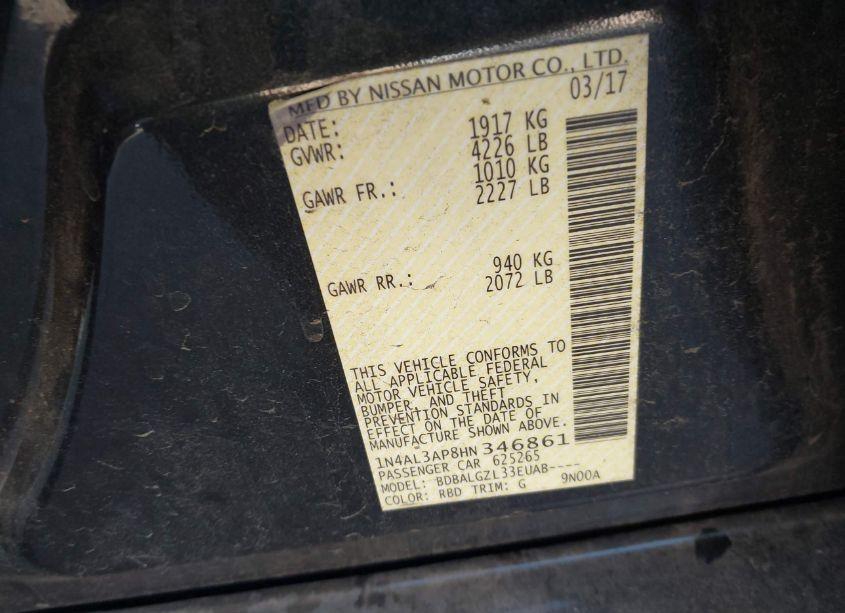 MFD BY NISSAN MOTOR CO., LTD.
DATE: 03/17
GVWR: 1917 KG
4226 LB
GAWR FR.: 1010 KG
2227 LB
GAWR RR.: 940 KG
2072 LB
THIS VEHICLE CONFORMS TO
ALL APPLICABLE FEDERAL
MOTOR VEHICLE SAFETY,
BUMPER, AND THEFT
PREVENTION STANDARDS IN
EFFECT ON THE DATE OF
MANUFACTURE SHOWN ABOVE.
1N4AL3AP8HN346861
PASSENGER CAR 625265
MODEL: BDBALGZL33EUAB----
COLOR: RBD TRIM: G 9N00A